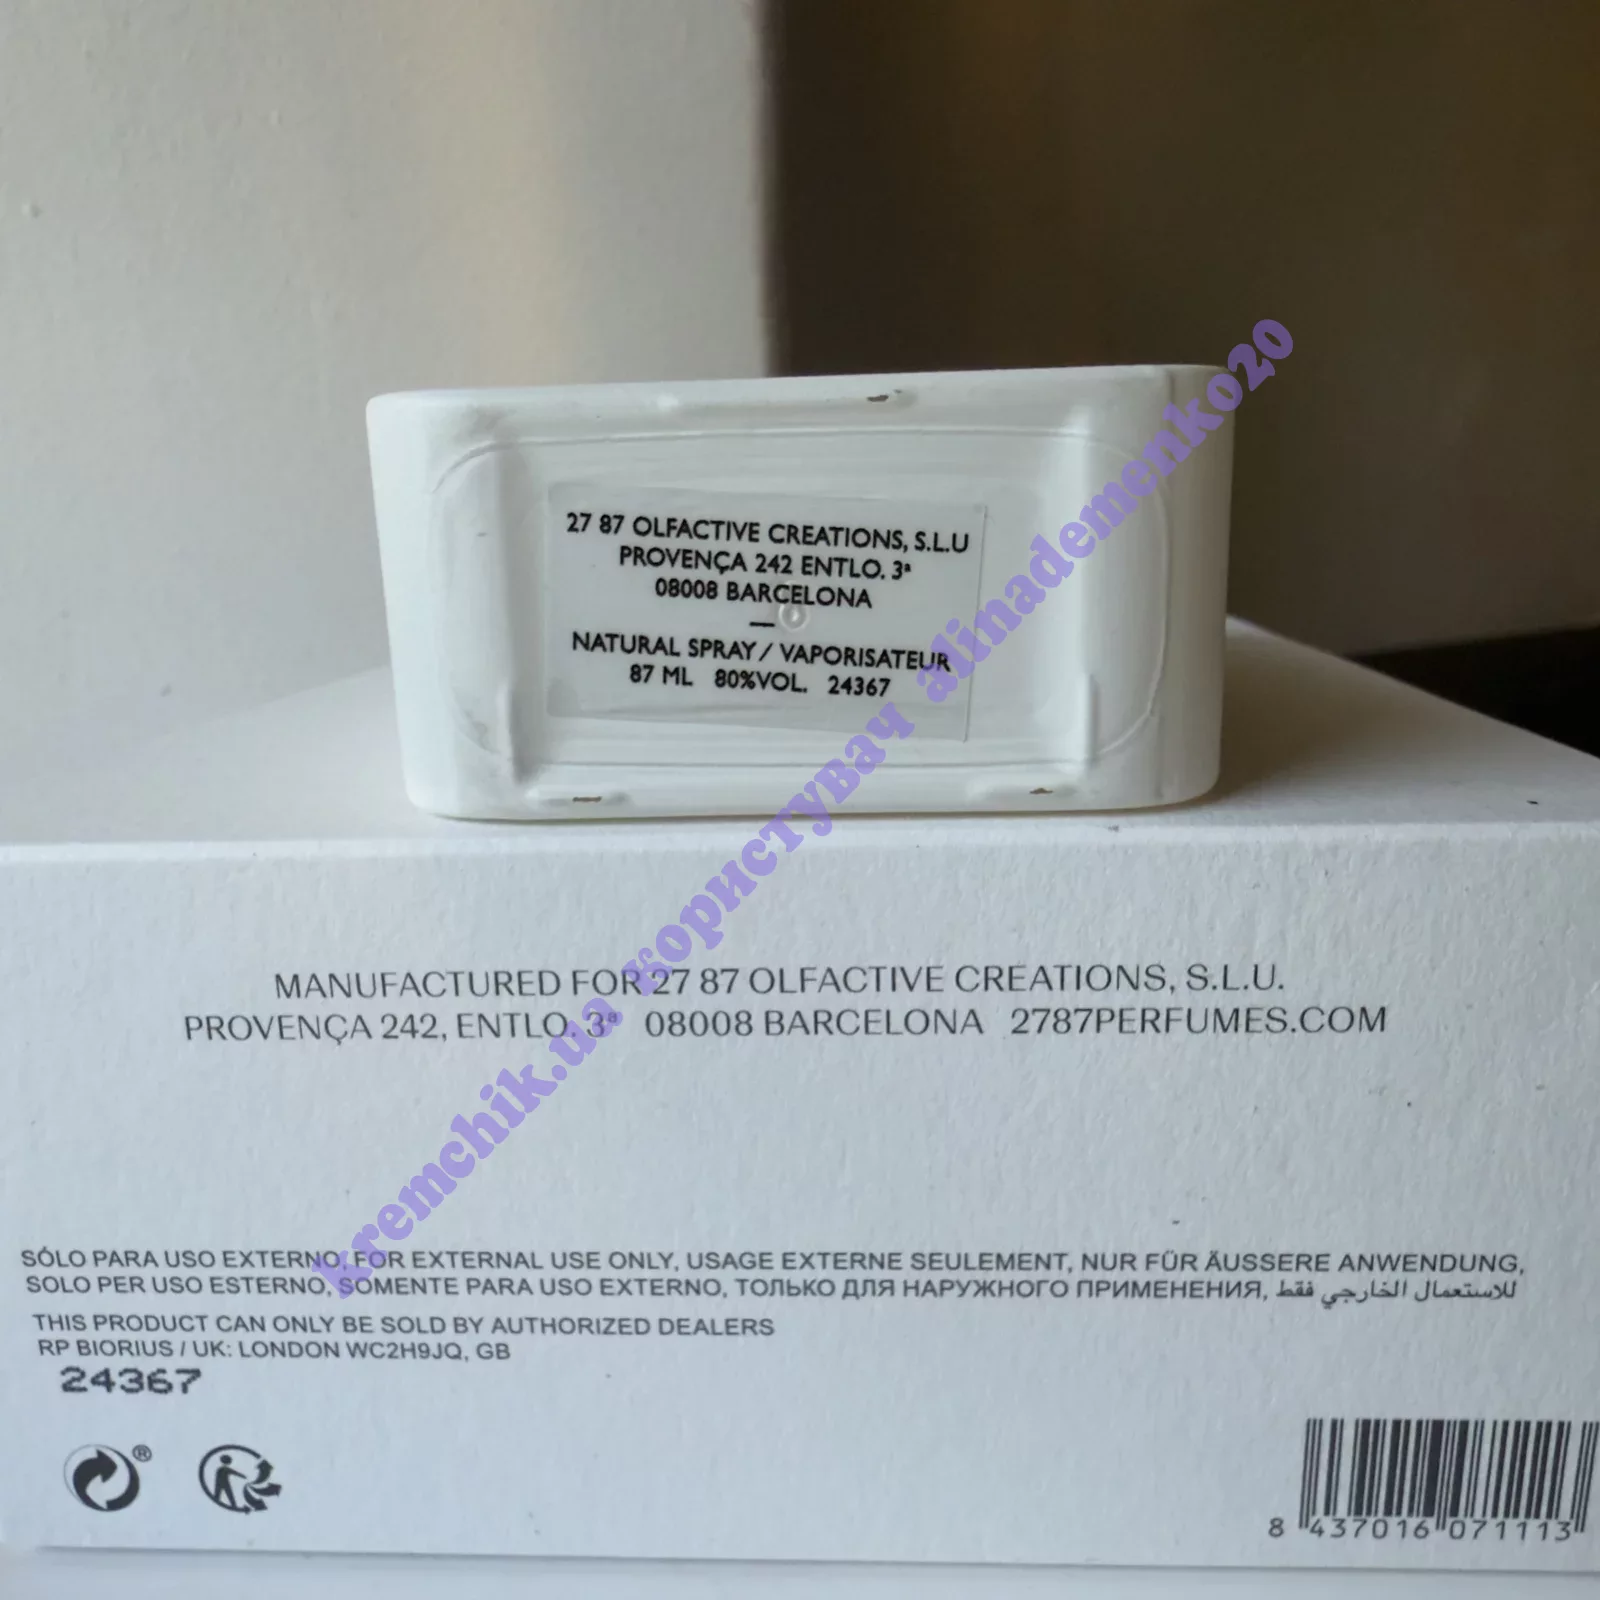 27 87 OLFACTIVE CREATIONS, S.L.U
PROVENÇA 242 ENTLO. 3ª
08008 BARCELONA
—
NATURAL SPRAY / VAPORISATEUR
87 ML 80%VOL. 24367
kremchik.ua користувач alinademenko20
MANUFACTURED FOR 27 87 OLFACTIVE CREATIONS, S.L.U.
PROVENÇA 242, ENTLO. 3ª 08008 BARCELONA 2787PERFUMES.COM
SÓLO PARA USO EXTERNO, FOR EXTERNAL USE ONLY, USAGE EXTERNE SEULEMENT, NUR FÜR ÄUSSERE ANWENDUNG,
SOLO PER USO ESTERNO, SOMENTE PARA USO EXTERNO, ТОЛЬКО ДЛЯ НАРУЖНОГО ПРИМЕНЕНИЯ, للاستعمال الخارجي فقط
THIS PRODUCT CAN ONLY BE SOLD BY AUTHORIZED DEALERS
RP BIORIUS / UK: LONDON WC2H9JQ, GB
24367
®
8 437016 071113